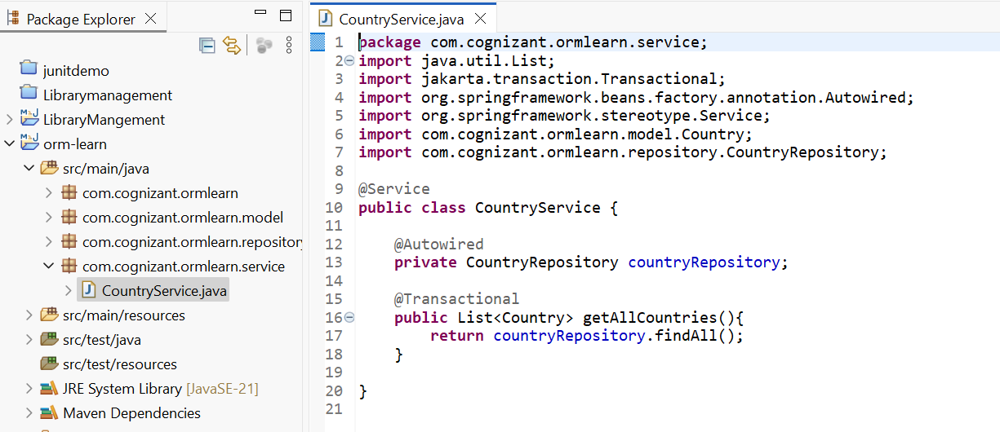 Package Explorer
junitdemo
Librarymanagement
LibraryMangement
orm-learn
src/main/java
com.cognizant.ormlearn
com.cognizant.ormlearn.model
com.cognizant.ormlearn.repository
com.cognizant.ormlearn.service
CountryService.java
src/main/resources
src/test/java
src/test/resources
JRE System Library [JavaSE-21]
Maven Dependencies
CountryService.java
1 package com.cognizant.ormlearn.service;
2 import java.util.List;
3 import jakarta.transaction.Transactional;
4 import org.springframework.beans.factory.annotation.Autowired;
5 import org.springframework.stereotype.Service;
6 import com.cognizant.ormlearn.model.Country;
7 import com.cognizant.ormlearn.repository.CountryRepository;
8
9 @Service
10 public class CountryService {
11
12     @Autowired
13     private CountryRepository countryRepository;
14
15     @Transactional
16     public List<Country> getAllCountries(){
17         return countryRepository.findAll();
18     }
19
20 }
21